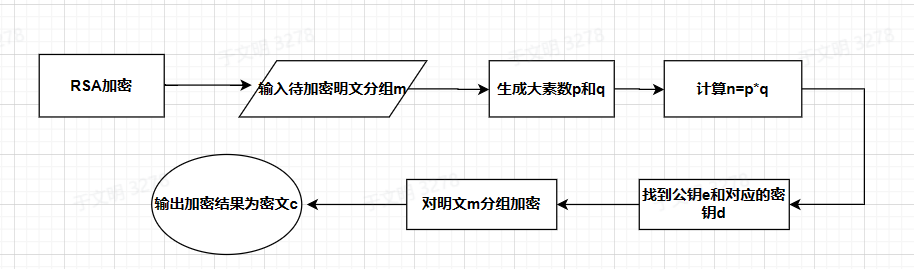 RSA加密
输入待加密明文分组m
生成大素数p和q
计算n=p*q
找到公钥e和对应的密
钥d
对明文m分组加密
输出加密结果为密文c
于文明 3278